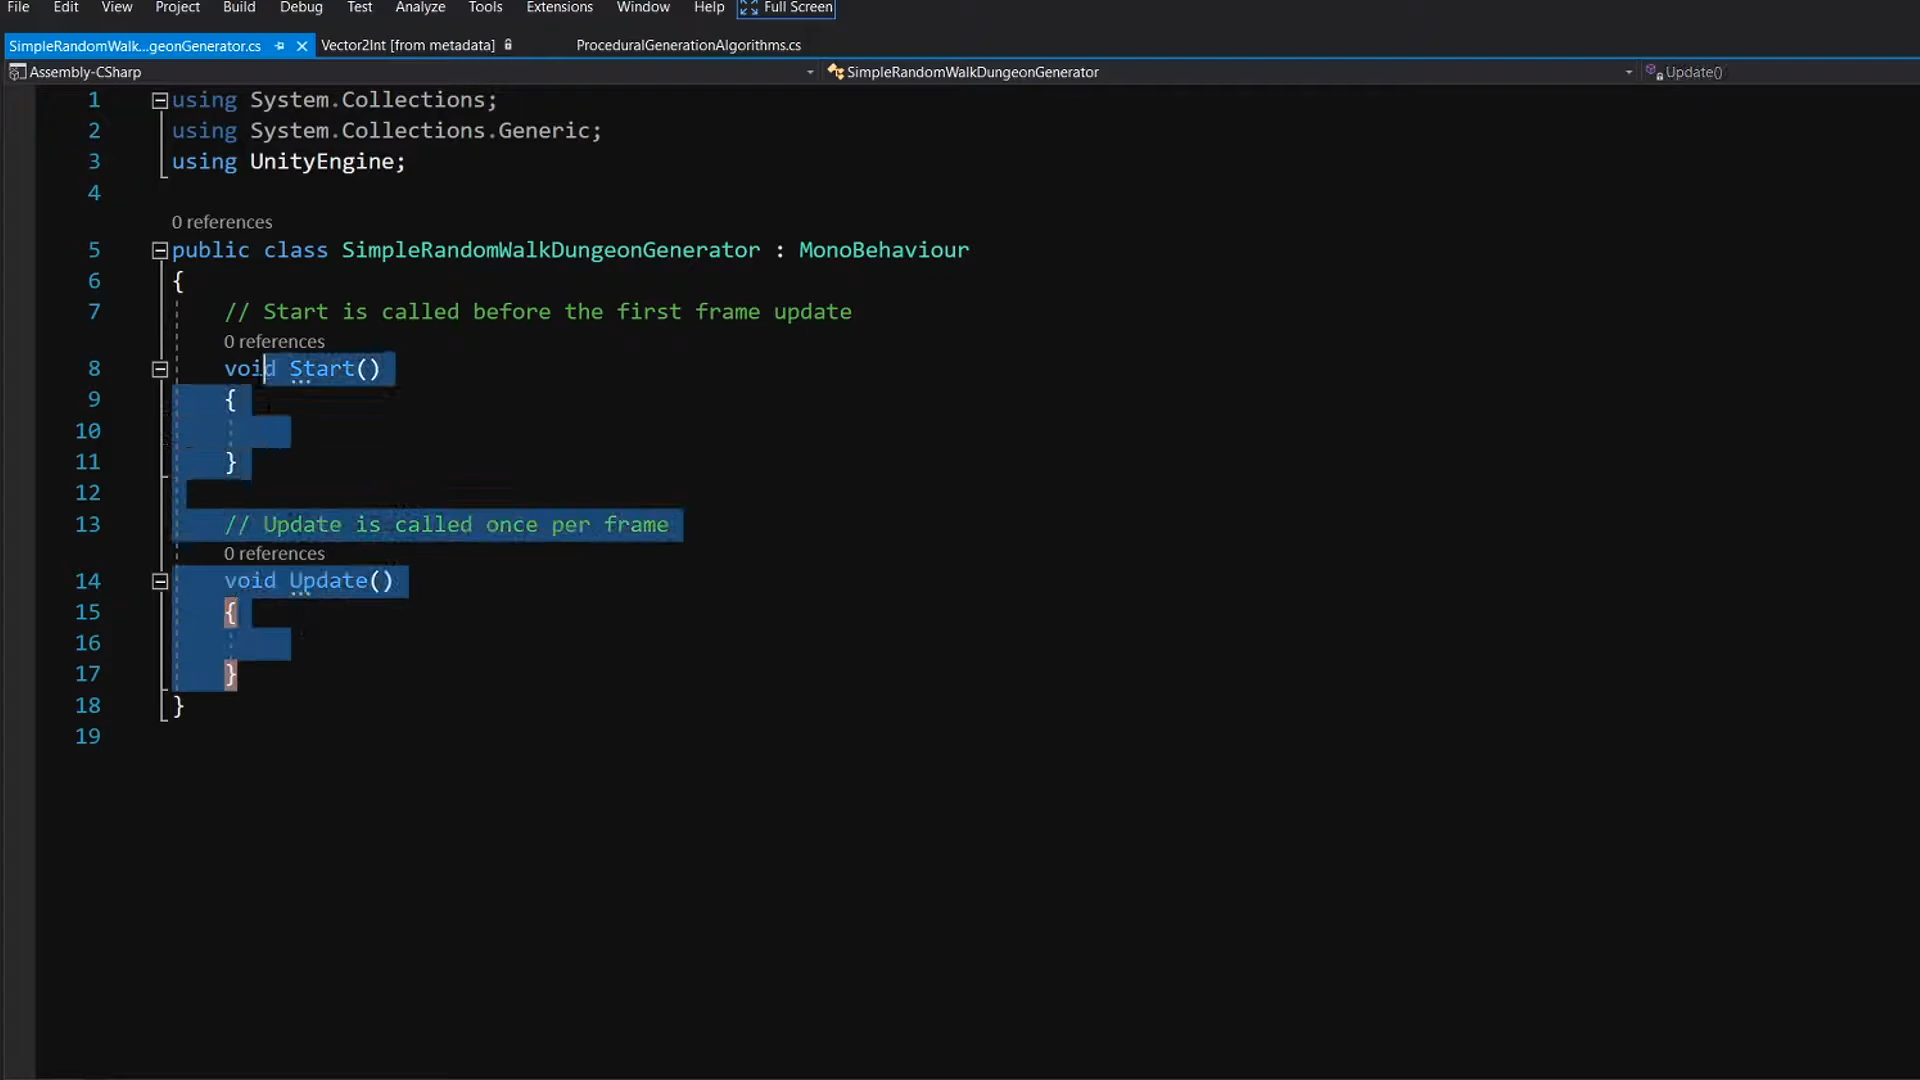 File Edit View Project Build Debug Test Analyze Tools Extensions Window Help Full Screen
SimpleRandomWalk...geonGenerator.cs Vector2Int [from metadata] ProceduralGenerationAlgorithms.cs
Assembly-CSharp SimpleRandomWalkDungeonGenerator Update()
1 using System.Collections;
2 using System.Collections.Generic;
3 using UnityEngine;
4
0 references
5 public class SimpleRandomWalkDungeonGenerator : MonoBehaviour
6 {
7 // Start is called before the first frame update
0 references
8 void Start()
9 {
10
11 }
12
13 // Update is called once per frame
0 references
14 void Update()
15 {
16
17 }
18 }
19